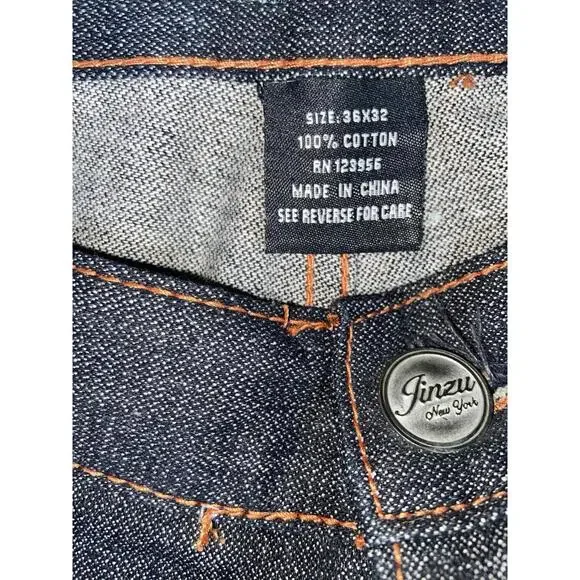 SIZE: 36X32
100% COTTON
RN 123956
MADE IN CHINA
SEE REVERSE FOR CARE
Jinzu
New York